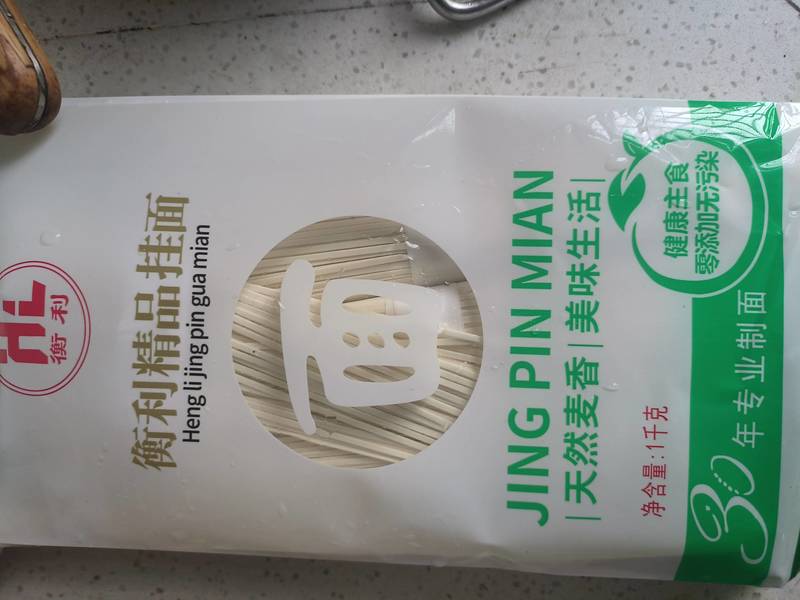 HL
衡利
衡利精品挂面
Heng li jing pin gua mian
面
JING PIN MIAN
|天然麦香|美味生活|
健康主食
零添加无污染
净含量:1千克
30年专业制面